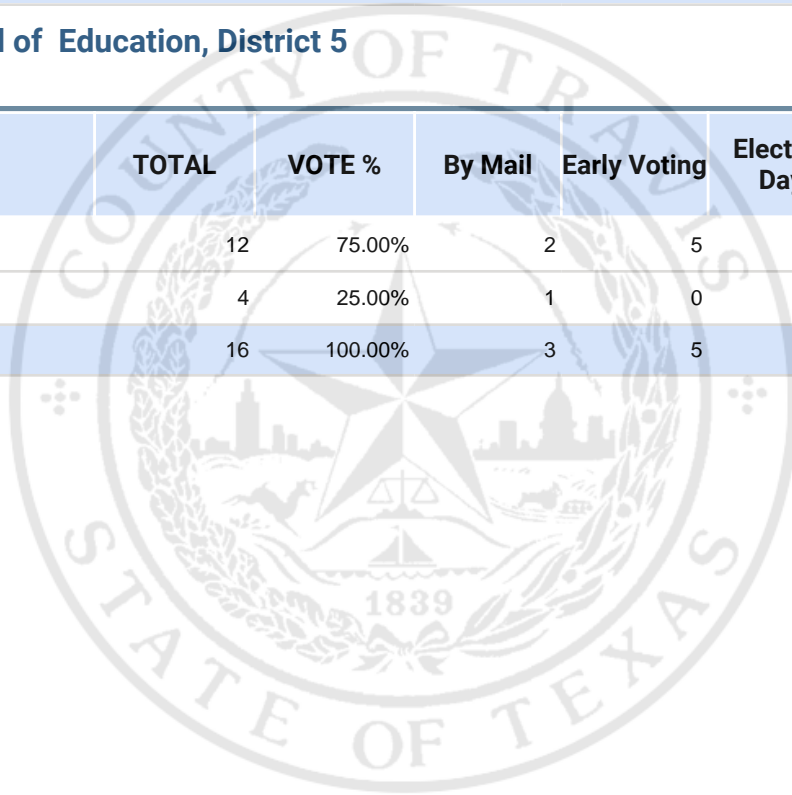 of Education, District 5
TOTAL VOTE % By Mail Early Voting
12 75.00% 2 5
4 25.00% 1 0
16 100.00% 3 5
COUNTY OF TRAVIS
1839
STATE OF TEXAS